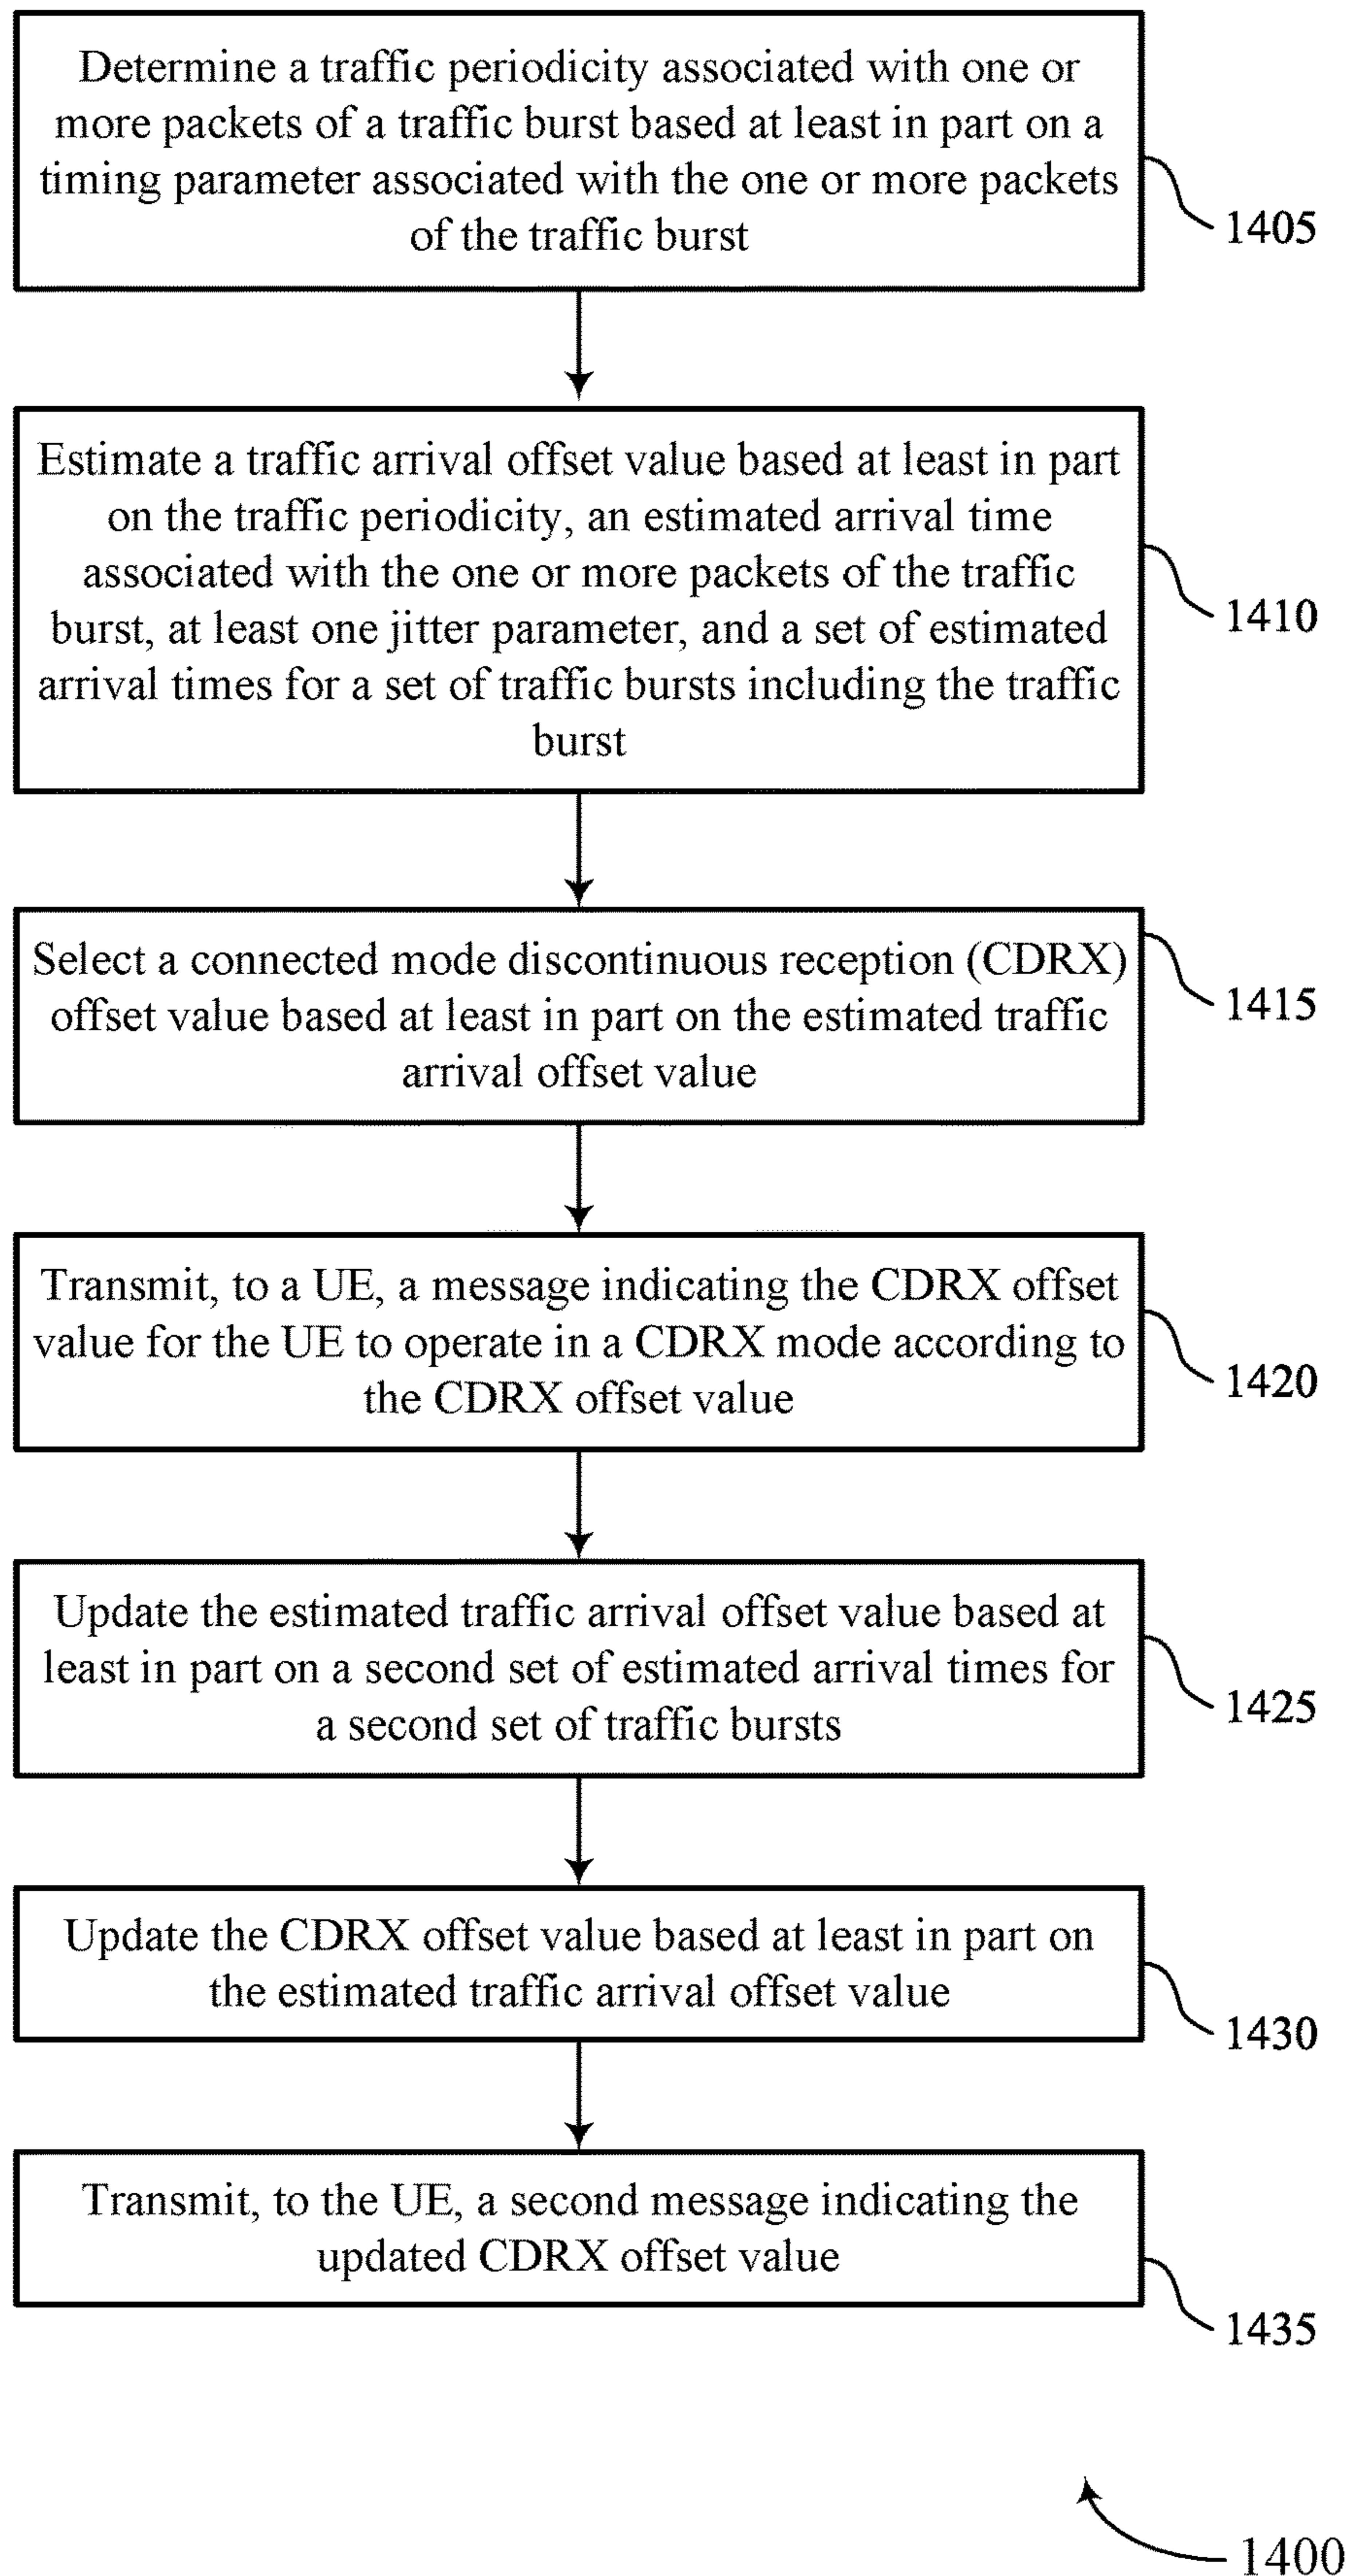 Determine a traffic periodicity associated with one or
more packets of a traffic burst based at least in part on a
timing parameter associated with the one or more packets
of the traffic burst
1405
Estimate a traffic arrival offset value based at least in part
on the traffic periodicity, an estimated arrival time
associated with the one or more packets of the traffic
burst, at least one jitter parameter, and a set of estimated
arrival times for a set of traffic bursts including the traffic
burst
1410
Select a connected mode discontinuous reception (CDRX)
offset value based at least in part on the estimated traffic
arrival offset value
1415
Transmit, to a UE, a message indicating the CDRX offset
value for the UE to operate in a CDRX mode according to
the CDRX offset value
1420
Update the estimated traffic arrival offset value based at
least in part on a second set of estimated arrival times for
a second set of traffic bursts
1425
Update the CDRX offset value based at least in part on
the estimated traffic arrival offset value
1430
Transmit, to the UE, a second message indicating the
updated CDRX offset value
1435
1400